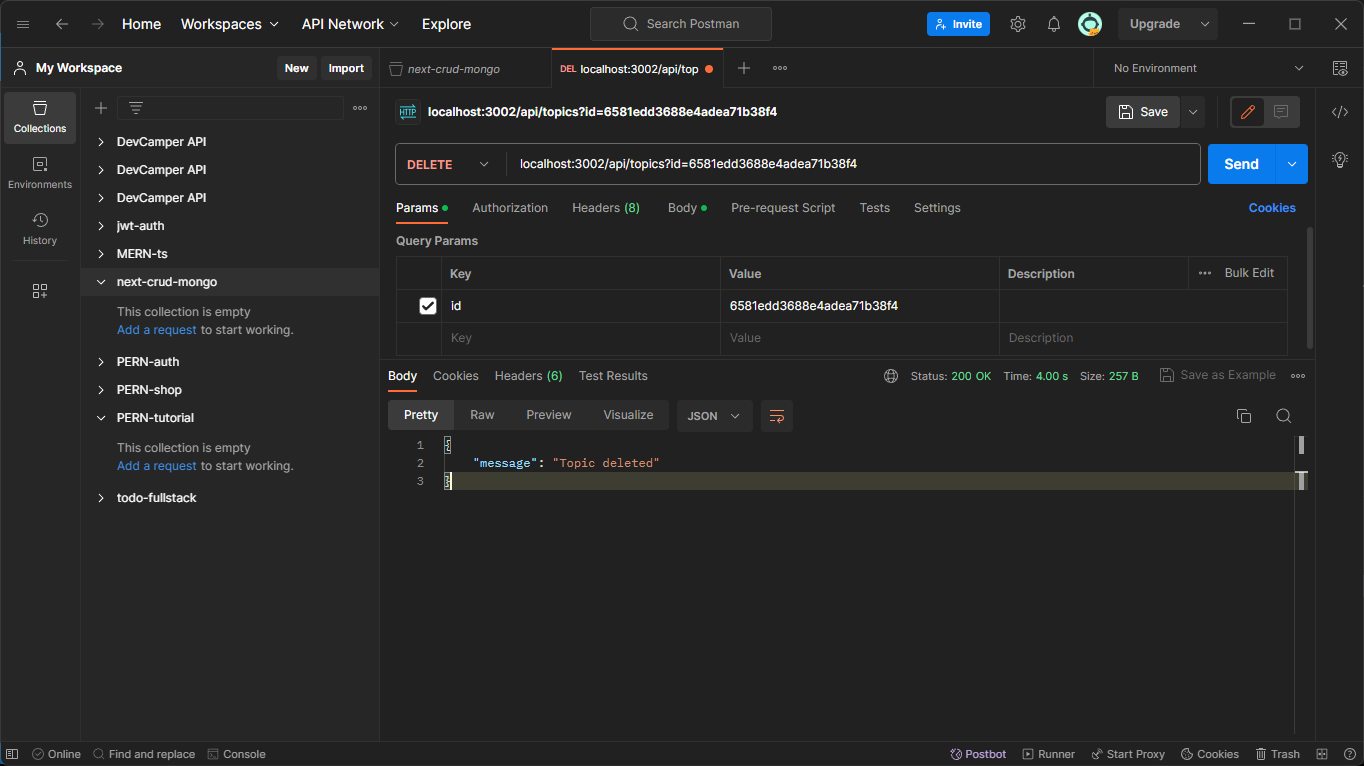 Home Workspaces API Network Explore Search Postman Invite Upgrade
My Workspace New Import next-crud-mongo DEL localhost:3002/api/top No Environment
Collections
Environments
History
DevCamper API
DevCamper API
DevCamper API
jwt-auth
MERN-ts
next-crud-mongo
This collection is empty
Add a request to start working.
PERN-auth
PERN-shop
PERN-tutorial
This collection is empty
Add a request to start working.
todo-fullstack
HTTP localhost:3002/api/topics?id=6581edd3688e4adea71b38f4 Save
DELETE localhost:3002/api/topics?id=6581edd3688e4adea71b38f4 Send
Params Authorization Headers (8) Body Pre-request Script Tests Settings Cookies
Query Params
Key Value Description Bulk Edit
id 6581edd3688e4adea71b38f4
Key Value Description
Body Cookies Headers (6) Test Results Status: 200 OK Time: 4.00 s Size: 257 B Save as Example
Pretty Raw Preview Visualize JSON
1 {
2 "message": "Topic deleted"
3 }
Online Find and replace Console Postbot Runner Start Proxy Cookies Trash